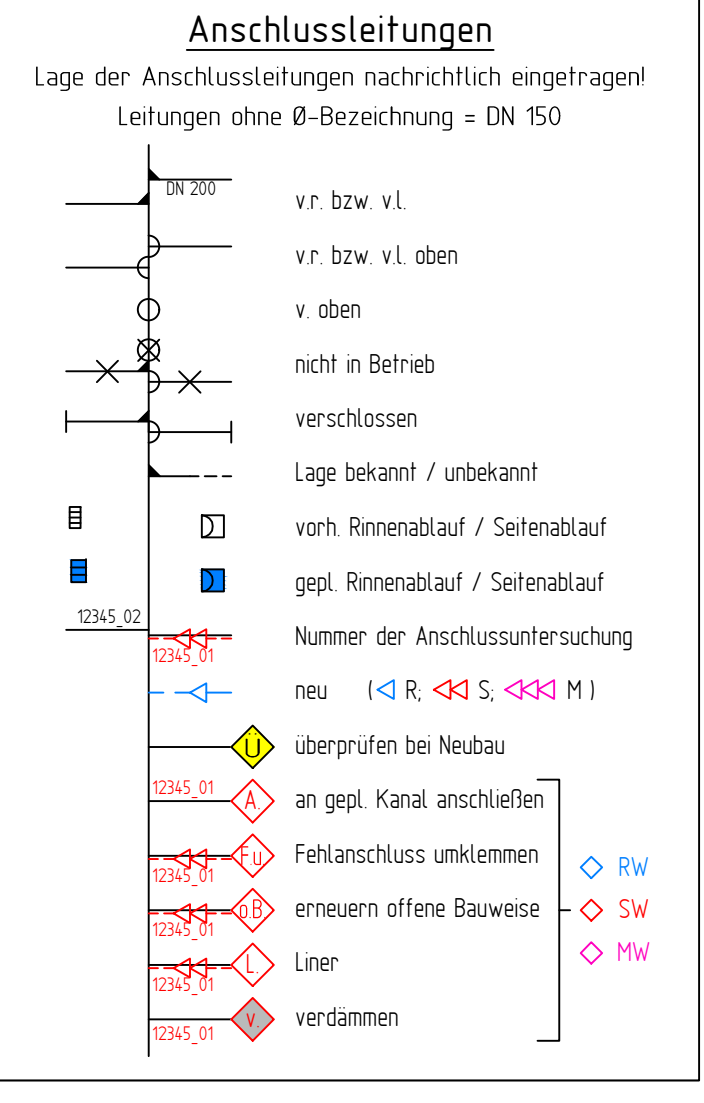 Anschlussleitungen
Lage der Anschlussleitungen nachrichtlich eingetragen!
Leitungen ohne Ø-Bezeichnung = DN 150
DN 200
v.r. bzw. v.l.
v.r. bzw. v.l. oben
v. oben
nicht in Betrieb
verschlossen
Lage bekannt / unbekannt
vorh. Rinnenablauf / Seitenablauf
gepl. Rinnenablauf / Seitenablauf
12345_02
12345_01 Nummer der Anschlussuntersuchung
neu ( R; S; M )
Ü überprüfen bei Neubau
12345_01 A. an gepl. Kanal anschließen
12345_01 F.u. Fehlanschluss umklemmen
RW
12345_01 o.B. erneuern offene Bauweise
SW
12345_01 L. Liner
MW
12345_01 v. verdämmen